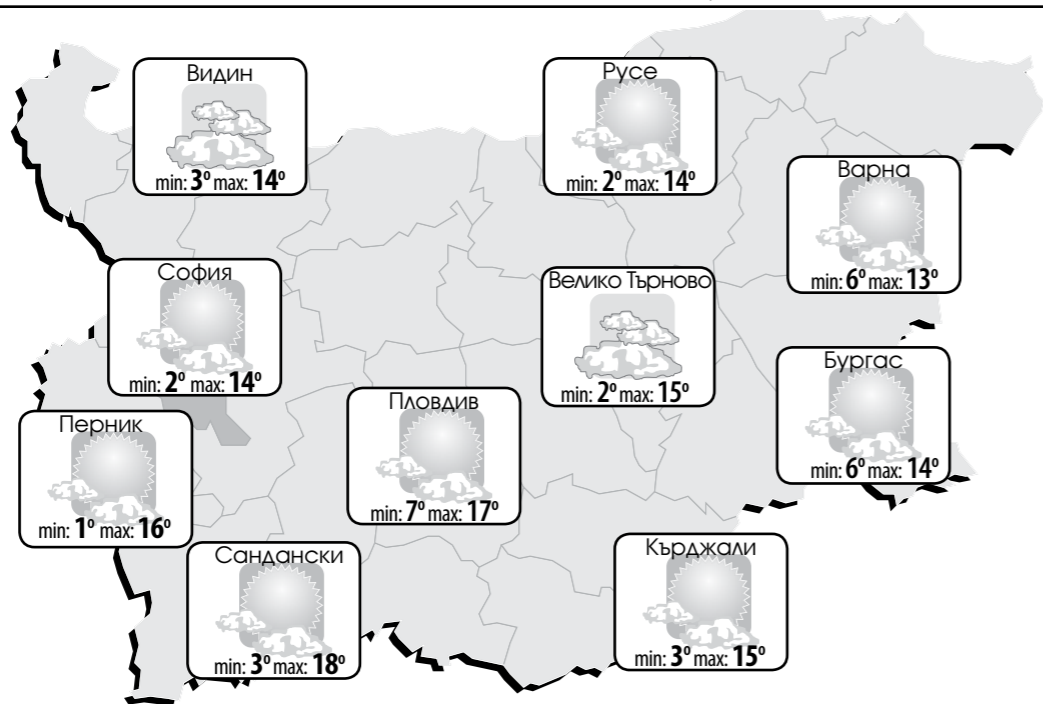 Видин
min: 3° max: 14°
Русе
min: 2° max: 14°
Варна
min: 6° max: 13°
София
min: 2° max: 14°
Велико Търново
min: 2° max: 15°
Бургас
min: 6° max: 14°
Пловдив
min: 7° max: 17°
Перник
min: 1° max: 16°
Сандански
min: 3° max: 18°
Кърджали
min: 3° max: 15°